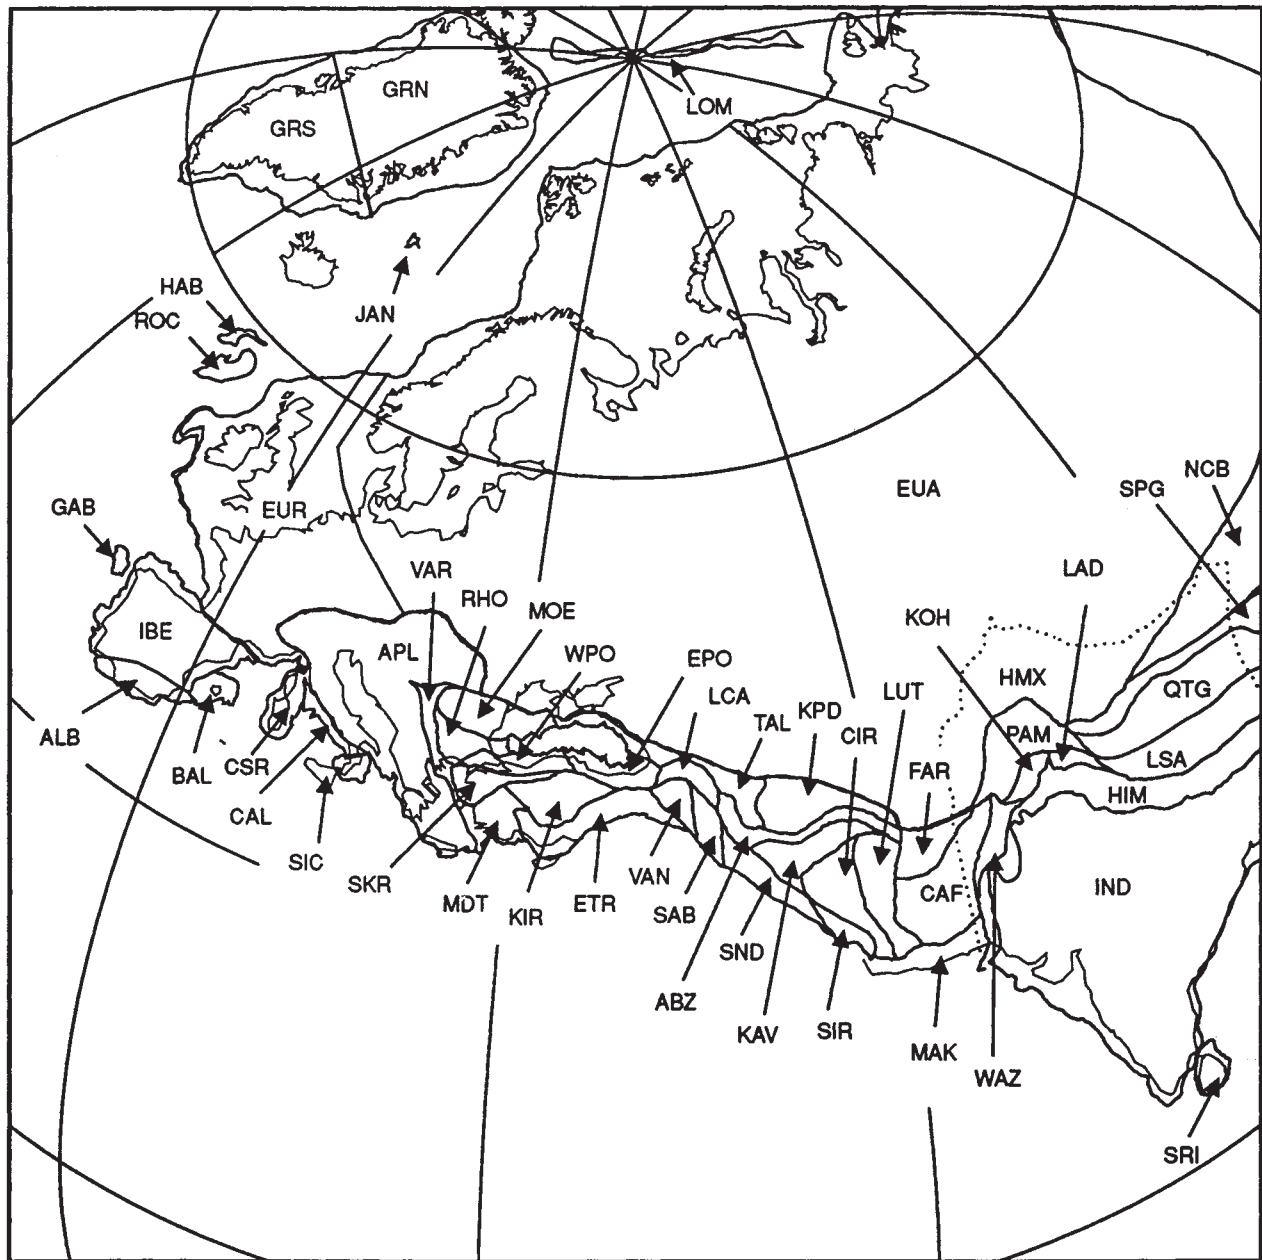 GRN
LOM
GRS
HAB
JAN
ROC
NCB
EUA
SPG
GAB
EUR
VAR
LAD
RHO
MOE
KOH
IBE
APL
WPO
EPO
HMX
LCA
LUT
QTG
TAL
KPD
CIR
PAM
ALB
LSA
BAL
CSR
FAR
HIM
CAL
SIC
SKR
VAN
MDT
KIR
ETR
SAB
CAF
IND
SND
ABZ
KAV
SIR
MAK
WAZ
SRI